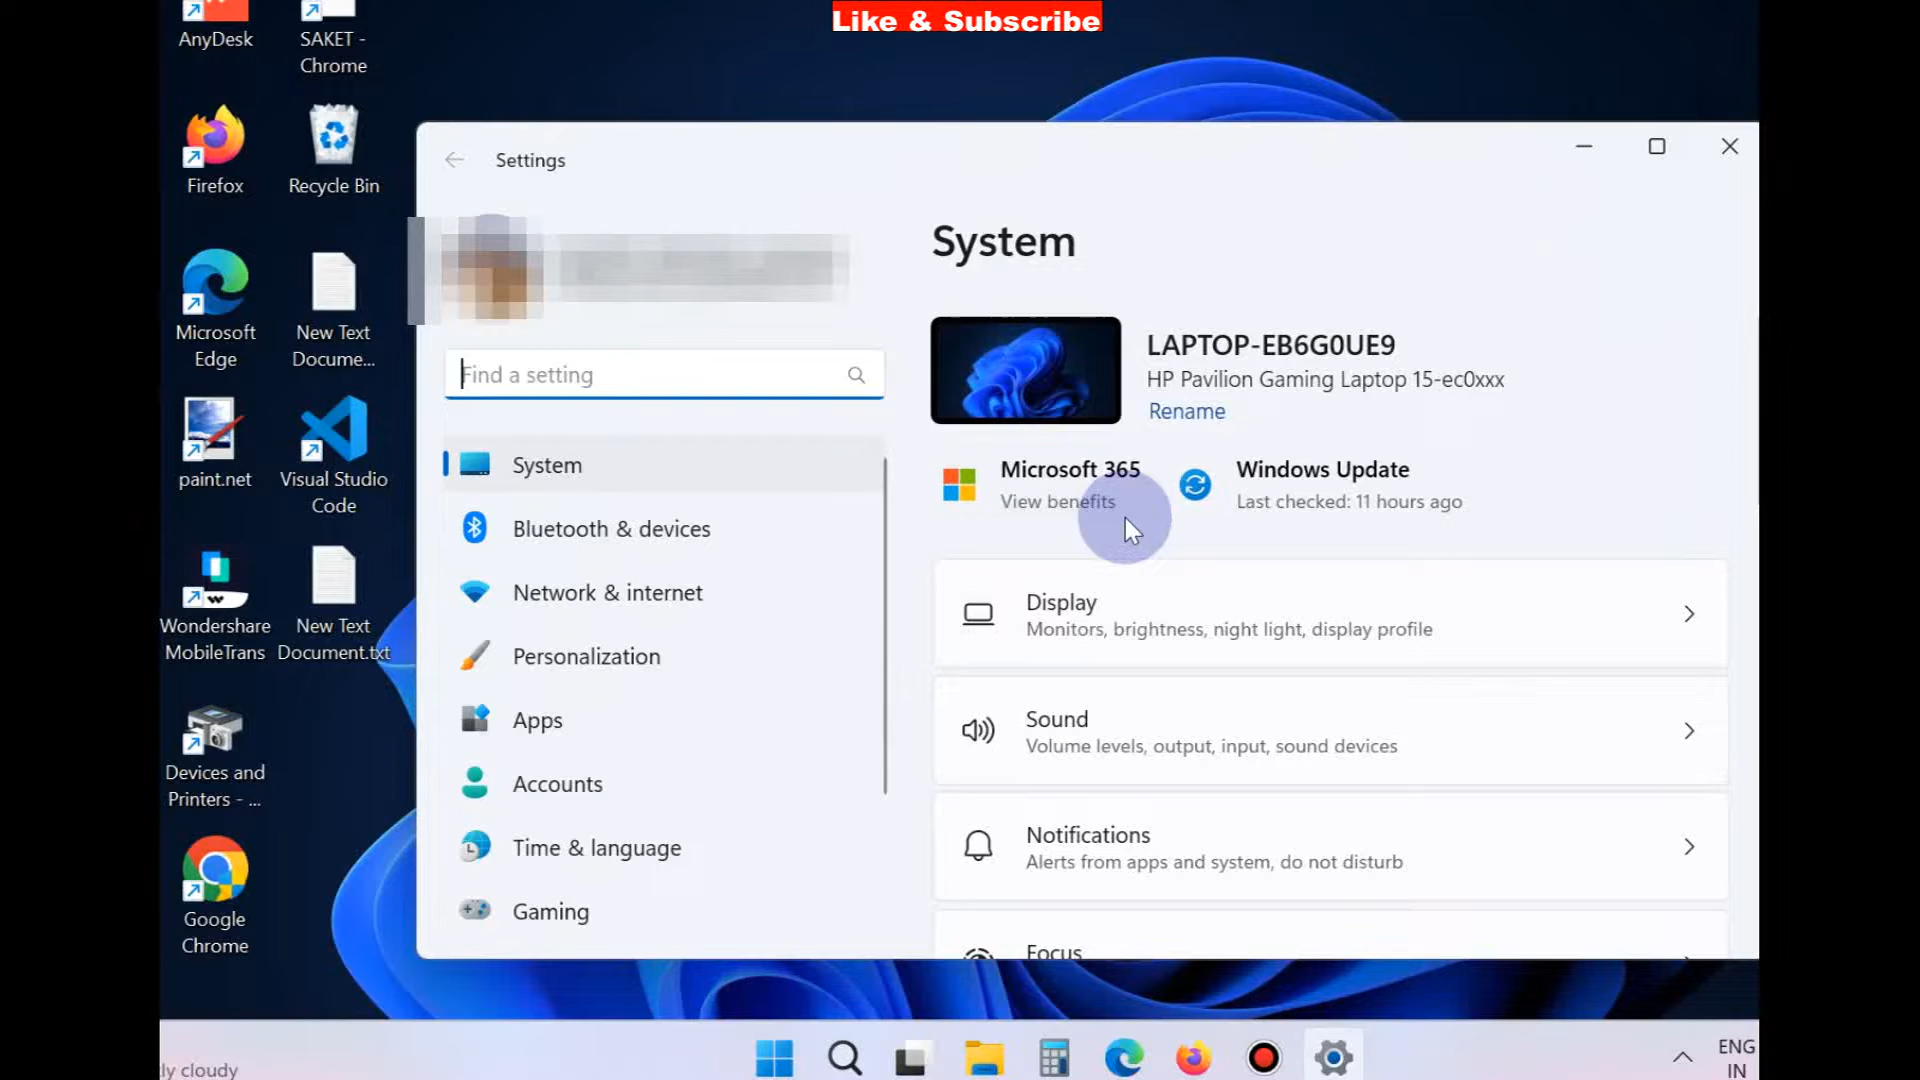 Like & Subscribe
AnyDesk
SAKET -
Chrome
Firefox
Recycle Bin
Microsoft
Edge
New Text
Docume...
paint.net
Visual Studio
Code
Wondershare
MobileTrans
New Text
Document.txt
Devices and
Printers - ...
Google
Chrome
Settings
Find a setting
System
Bluetooth & devices
Network & internet
Personalization
Apps
Accounts
Time & language
Gaming
System
LAPTOP-EB6G0UE9
HP Pavilion Gaming Laptop 15-ec0xxx
Rename
Microsoft 365
View benefits
Windows Update
Last checked: 11 hours ago
Display
Monitors, brightness, night light, display profile
Sound
Volume levels, output, input, sound devices
Notifications
Alerts from apps and system, do not disturb
Focus
ly cloudy
ENG
IN